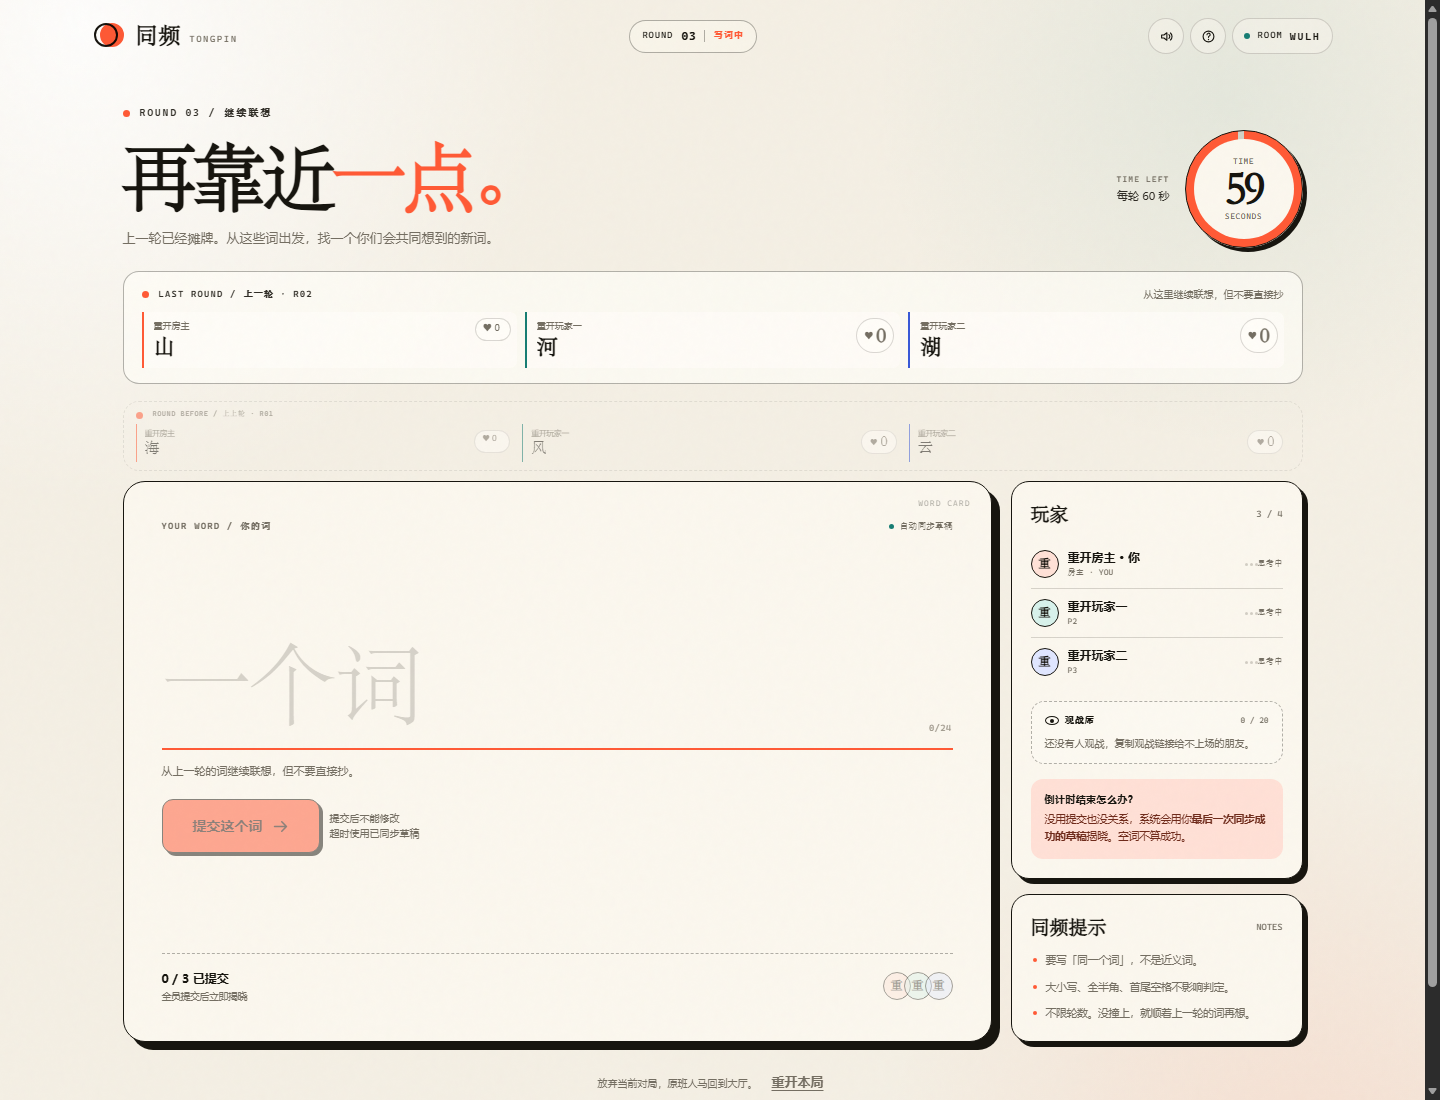 同频 TONGPIN
ROUND 03 | 写词中
ROOM WULH
ROUND 03 / 继续联想
再靠近一点。
上一轮已经摊牌。从这些词出发，找一个你们会共同想到的新词。
TIME LEFT
每轮 60 秒
TIME
59
SECONDS
LAST ROUND / 上一轮 · R02
从这里继续联想，但不要直接抄
重开房主
山
♥ 0
重开玩家一
河
♥ 0
重开玩家二
湖
♥ 0
ROUND BEFORE / 上上轮 · R01
重开房主
海
♥ 0
重开玩家一
风
♥ 0
重开玩家二
云
♥ 0
WORD CARD
YOUR WORD / 你的词
自动同步草稿
一个词
0/24
从上一轮的词继续联想，但不要直接抄。
提交这个词 →
提交后不能修改
超时使用已同步草稿
0 / 3 已提交
全员提交后立即揭晓
重 重 重
玩家
3 / 4
重
重开房主 · 你
房主 · YOU
思考中
重
重开玩家一
P2
思考中
重
重开玩家二
P3
思考中
观战席
0 / 20
还没有人观战，复制观战链接给不上场的朋友。
倒计时结束怎么办？
没用提交也没关系，系统会用你最后一次同步成
功的草稿揭晓。空词不算成功。
同频提示
NOTES
要写「同一个词」，不是近义词。
大小写、全半角、首尾空格不影响判定。
不限轮数。没撞上，就顺着上一轮的词再想。
放弃当前对局，原班人马回到大厅。 重开本局